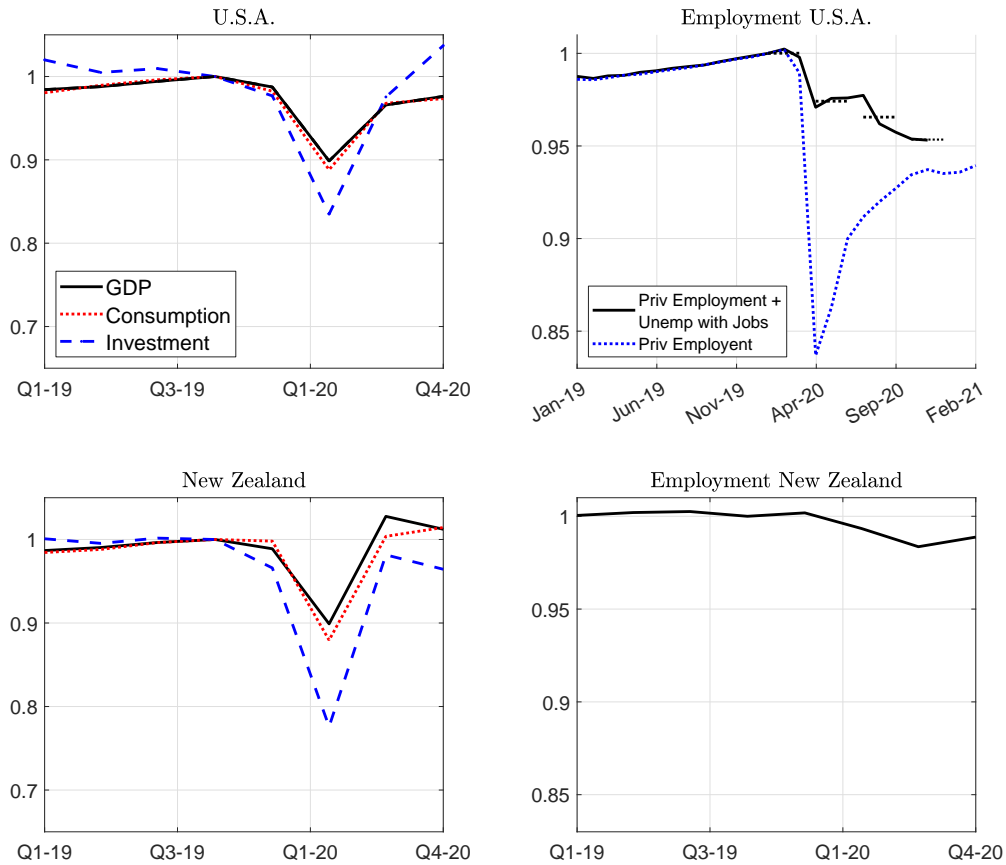 U.S.A.
1
0.9
0.8
0.7
GDP
Consumption
Investment
Q1-19
Q3-19
Q1-20
Q4-20
Employment U.S.A.
1
0.95
0.9
0.85
Priv Employment +
Unemp with Jobs
Priv Employent
Jan-19
Jun-19
Nov-19
Apr-20
Sep-20
Feb-21
New Zealand
1
0.9
0.8
0.7
Q1-19
Q3-19
Q1-20
Q4-20
Employment New Zealand
1
0.95
0.9
0.85
Q1-19
Q3-19
Q1-20
Q4-20